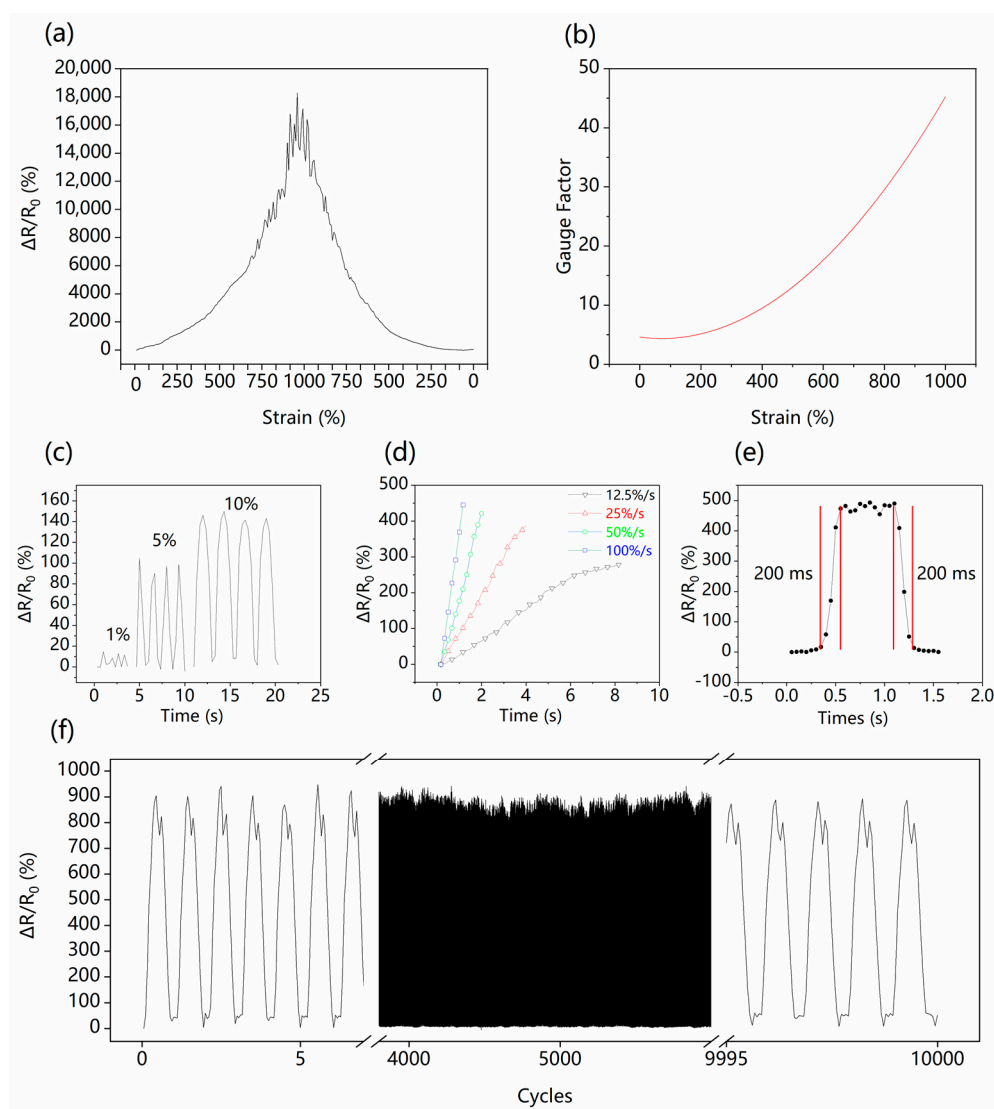 (a)
20,000
18,000
16,000
14,000
12,000
10,000
8000
6000
4000
2000
0
ΔR/R0 (%)
0 250 500 750 1000 750 500 250 0
Strain (%)
(b)
50
40
30
20
10
0
Gauge Factor
0 200 400 600 800 1000
Strain (%)
(c)
160
140
120
100
80
60
40
20
0
ΔR/R0 (%)
1%
5%
10%
0 5 10 15 20 25
Time (s)
(d)
500
400
300
200
100
0
ΔR/R0 (%)
12.5%/s
25%/s
50%/s
100%/s
0 2 4 6 8 10
Time (s)
(e)
500
400
300
200
100
0
-100
ΔR/R0 (%)
200 ms
200 ms
-0.5 0.0 0.5 1.0 1.5 2.0
Times (s)
(f)
1000
900
800
700
600
500
400
300
200
100
0
ΔR/R0 (%)
0 5 4000 5000 9995 10000
Cycles